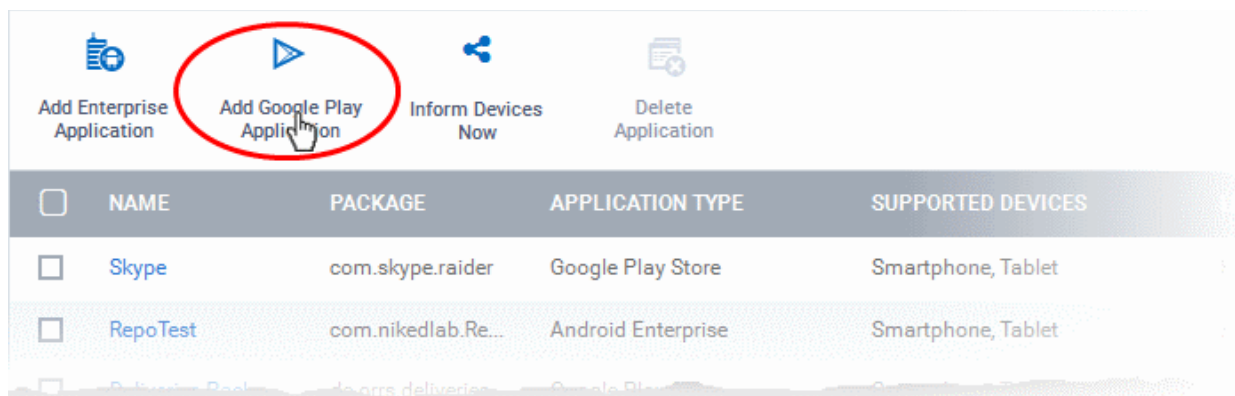 Add Enterprise Application
Add Google Play Application
Inform Devices Now
Delete Application
NAME PACKAGE APPLICATION TYPE SUPPORTED DEVICES
Skype com.skype.raider Google Play Store Smartphone, Tablet
RepoTest com.nikedlab.Re... Android Enterprise Smartphone, Tablet